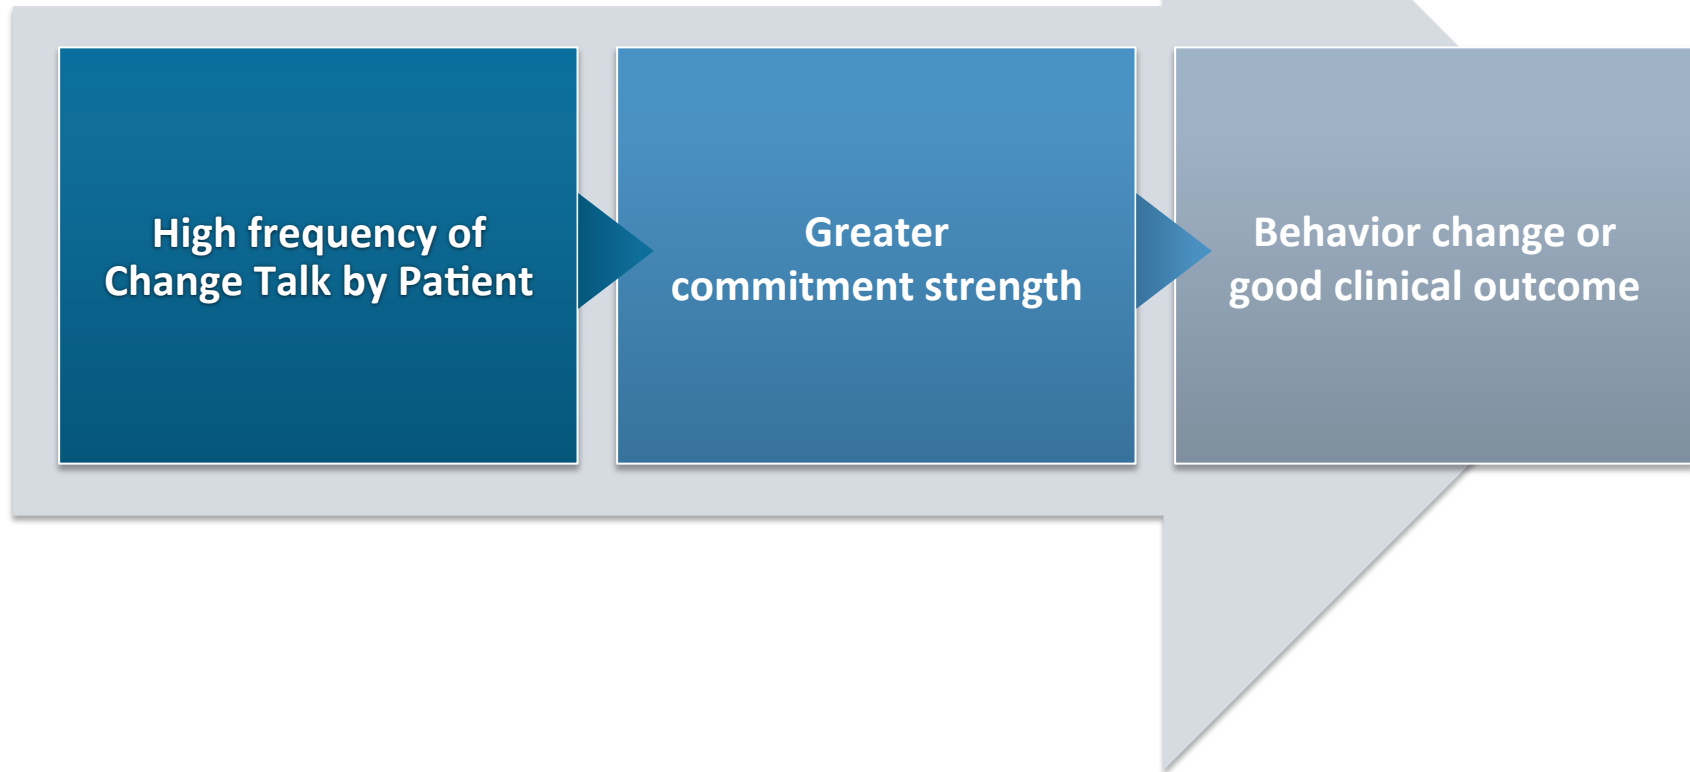 High frequency of
Change Talk by Patient
Greater
commitment strength
Behavior change or
good clinical outcome